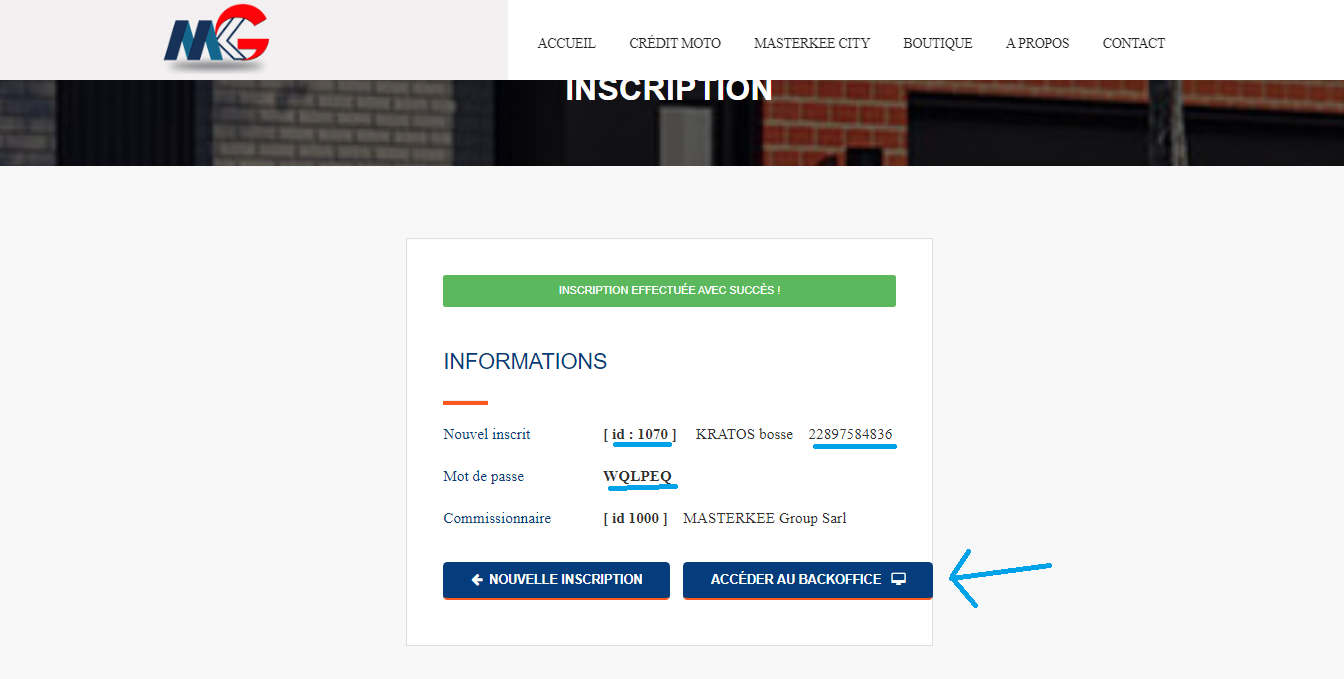 MKG
ACCUEIL CRÉDIT MOTO MASTERKEE CITY BOUTIQUE A PROPOS CONTACT
INSCRIPTION
INSCRIPTION EFFECTUÉE AVEC SUCCÈS !
INFORMATIONS
Nouvel inscrit [ id : 1070 ] KRATOS bosse 22897584836
Mot de passe WQLPEQ
Commissionnaire [ id 1000 ] MASTERKEE Group Sarl
NOUVELLE INSCRIPTION ACCÉDER AU BACKOFFICE